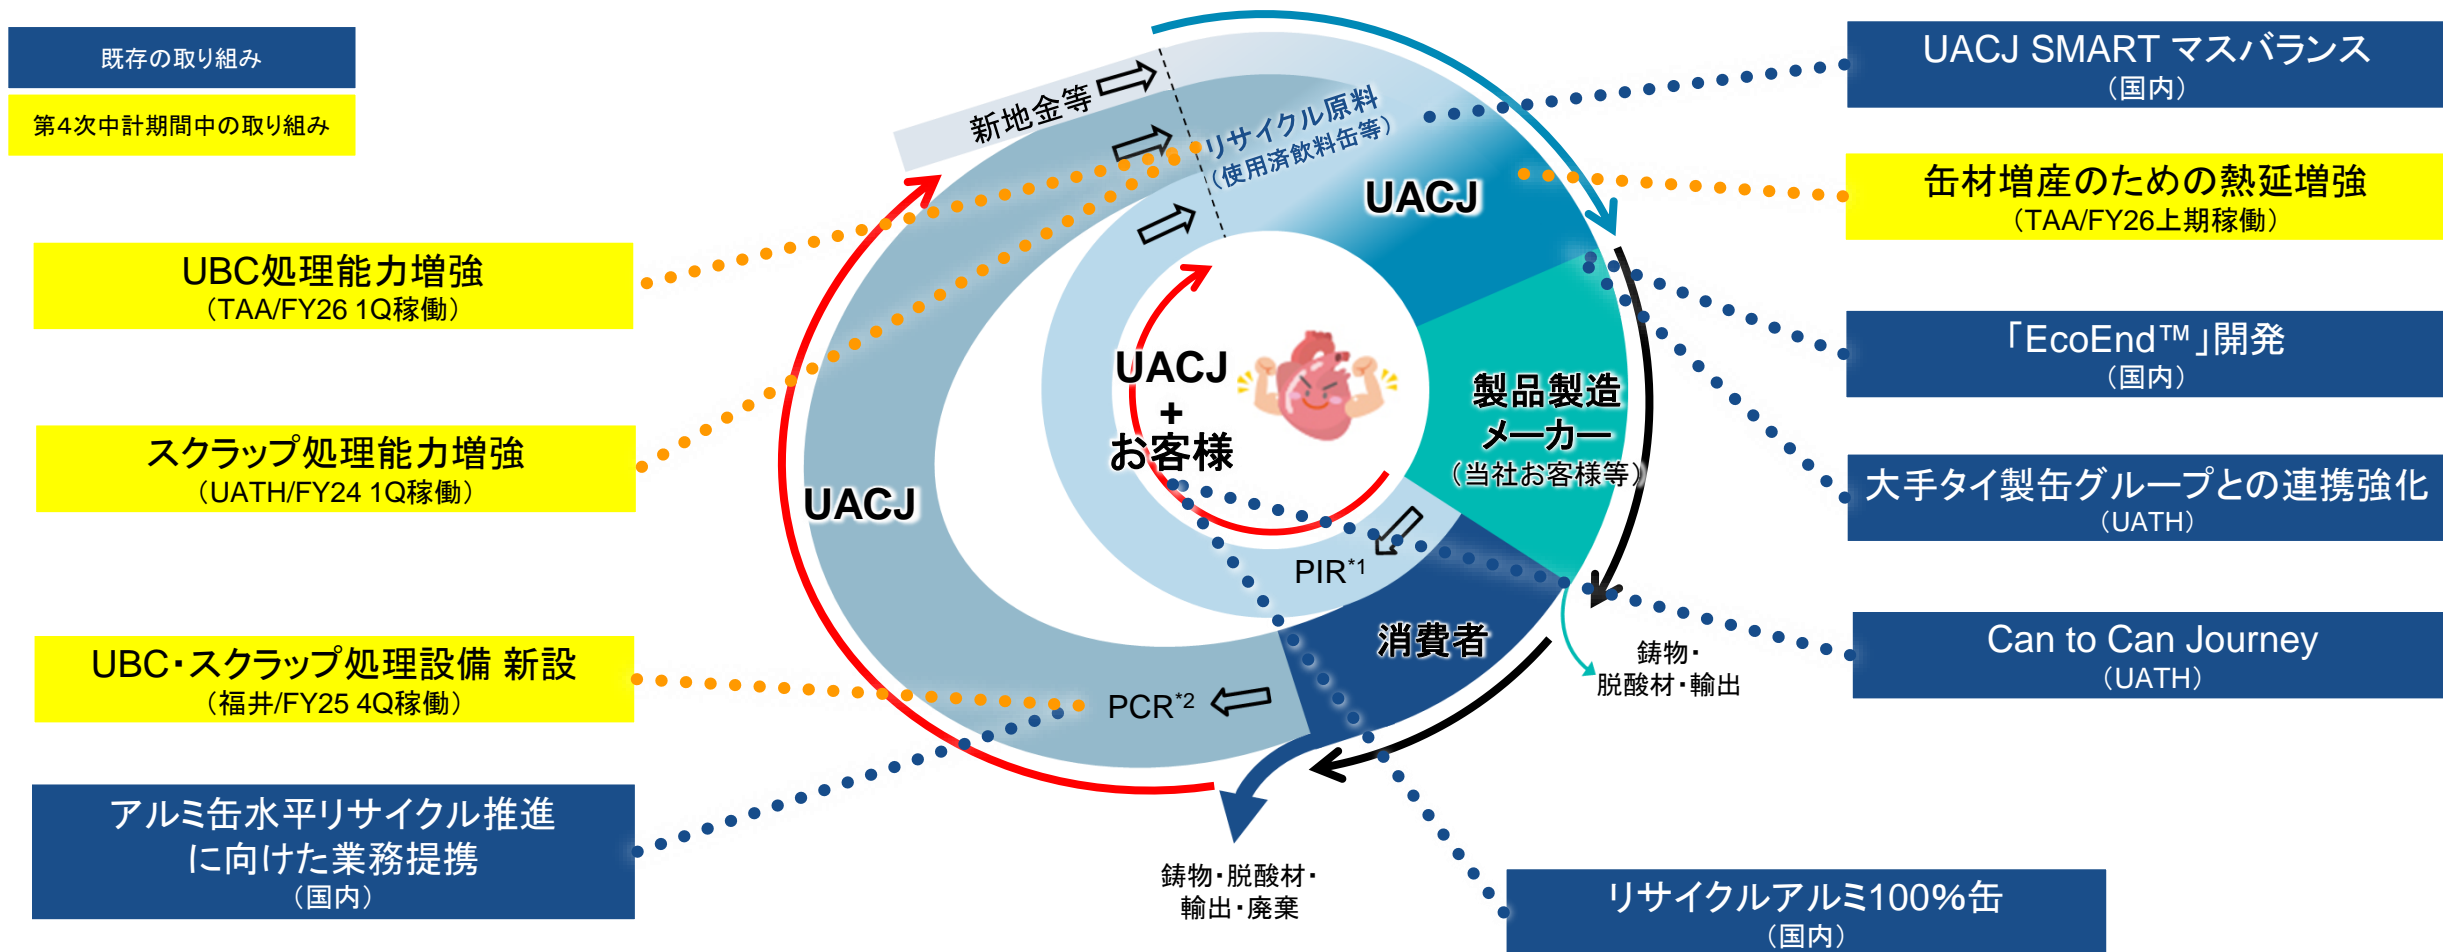 既存の取り組み
第4次中計期間中の取り組み
UBC処理能力増強
（TAA/FY26 1Q稼働）
スクラップ処理能力増強
（UATH/FY24 1Q稼働）
UBC・スクラップ処理設備 新設
（福井/FY25 4Q稼働）
アルミ缶水平リサイクル推進
に向けた業務提携
（国内）
新地金等
リサイクル原料
（使用済飲料缶等）
UACJ
UACJ
+
お客様
UACJ
製品製造
メーカー
（当社お客様等）
PIR*1
消費者
PCR*2
鋳物・
脱酸材・輸出
鋳物・脱酸材・
輸出・廃棄
UACJ SMART マスバランス
（国内）
缶材増産のための熱延増強
（TAA/FY26上期稼働）
「EcoEnd™」開発
（国内）
大手タイ製缶グループとの連携強化
（UATH）
Can to Can Journey
（UATH）
リサイクルアルミ100%缶
（国内）